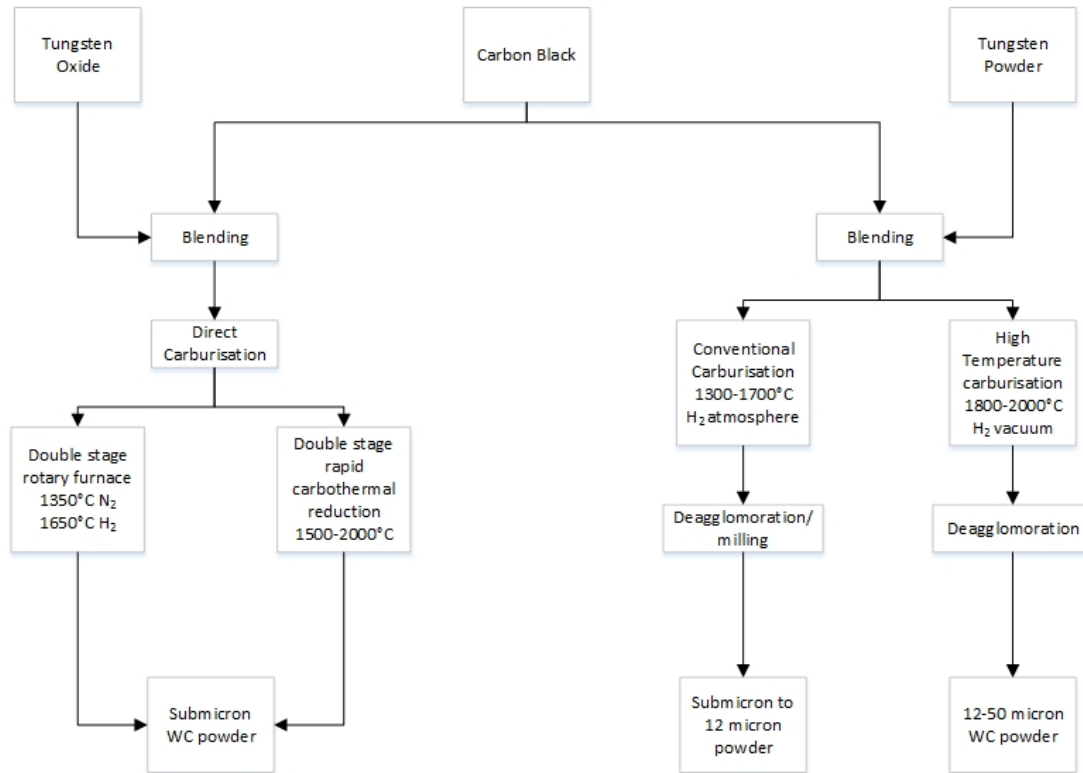 Tungsten
Oxide
Carbon Black
Tungsten
Powder
Blending
Blending
Direct
Carburisation
Conventional
Carburisation
1300-1700°C
H₂ atmosphere
High
Temperature
carburisation
1800-2000°C
H₂ vacuum
Double stage
rotary furnace
1350°C N₂
1650°C H₂
Double stage
rapid
carbothermal
reduction
1500-2000°C
Deagglomoration/
milling
Deagglomoration
Submicron
WC powder
Submicron to
12 micron
powder
12-50 micron
WC powder